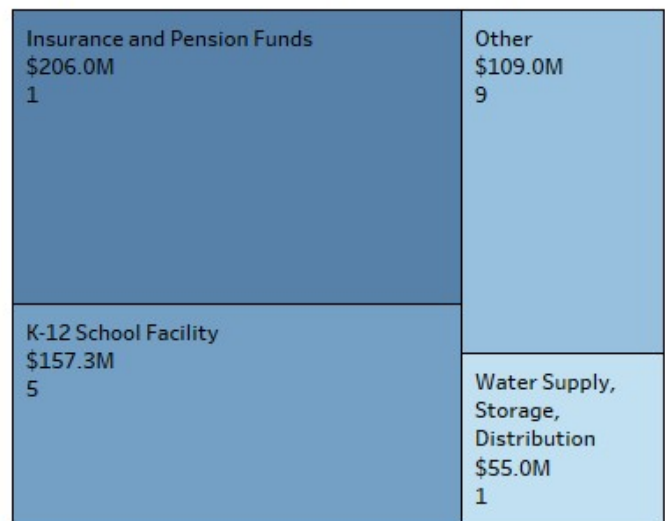 Insurance and Pension Funds
$206.0M
1
Other
$109.0M
9
K-12 School Facility
$157.3M
5
Water Supply,
Storage,
Distribution
$55.0M
1